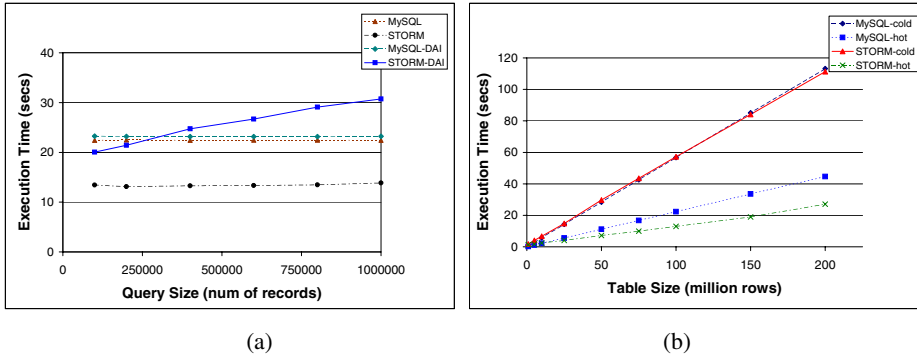 MySQL
STORM
MySQL-DAI
STORM-DAI
40
30
20
10
0
Execution Time (secs)
0 250000 500000 750000 1000000
Query Size (num of records)
(a)
MySQL-cold
MySQL-hot
STORM-cold
STORM-hot
120
100
80
60
40
20
0
Execution Time (secs)
0 50 100 150 200
Table Size (million rows)
(b)